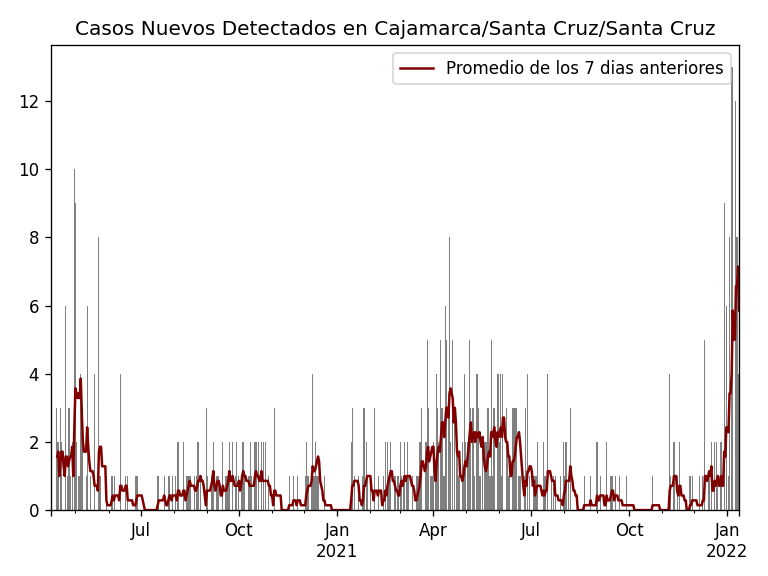 Casos Nuevos Detectados en Cajamarca/Santa Cruz/Santa Cruz
Promedio de los 7 dias anteriores
12
10
8
6
4
2
0
Jul
Oct
Jan
2021
Apr
Jul
Oct
Jan
2022